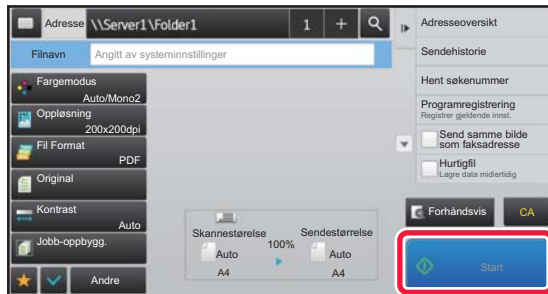 Adresse
\\Server1\Folder1
1
+
Filnavn
Angitt av systeminnstillinger
Fargemodus
Auto/Mono2
Oppløsning
200x200dpi
Fil Format
PDF
Original
Kontrast
Auto
Jobb-oppbygg.
Andre
Skannestørelse
100%
Sendestørrelse
Auto
Auto
A4
A4
Adresseoversikt
Sendehistorie
Hent søkenummer
Programregistrering
Registrer gjeldende innst.
Send samme bilde
som faksadresse
Hurtigfil
Lagre data midlertidig
Forhåndsvis
CA
Start